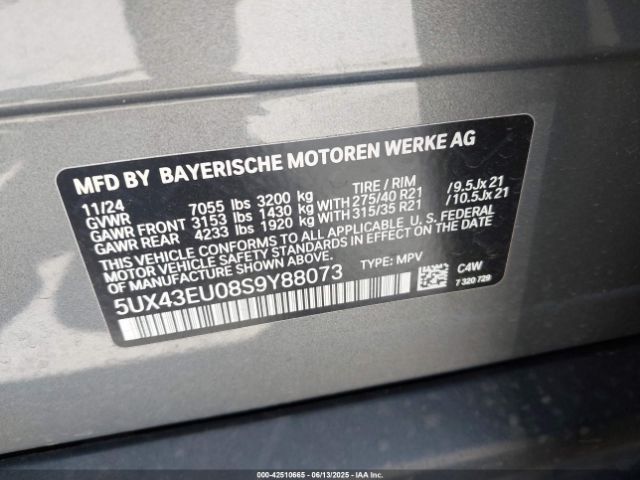 MFD BY BAYERISCHE MOTOREN WERKE AG
11/24
GVWR 7055 lbs 3200 kg TIRE / RIM
GAWR FRONT 3153 lbs 1430 kg WITH 275/40 R21 /9.5Jx21
GAWR REAR 4233 lbs 1920 kg WITH 315/35 R21 /10.5Jx21
THIS VEHICLE CONFORMS TO ALL APPLICABLE U.S. FEDERAL
MOTOR VEHICLE SAFETY STANDARDS IN EFFECT ON THE DATE
OF MANUFACTURE SHOWN ABOVE.
5UX43EU08S9Y88073 TYPE: MPV C4W
7 320 729
000-42510665 - 06/13/2025 - IAAI.COM